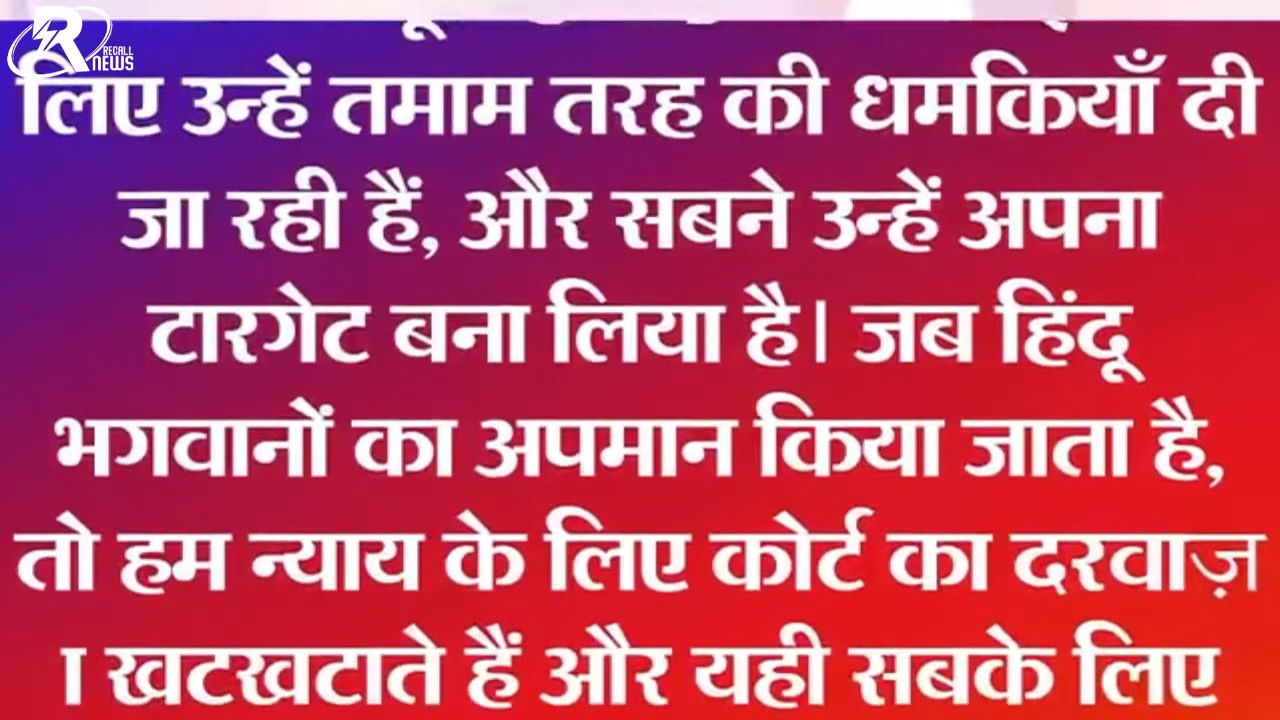 RECALL
NEWS
लिए उन्हें तमाम तरह की धमकियाँ दी
जा रही हैं, और सबने उन्हें अपना
टारगेट बना लिया है। जब हिंदू
भगवानों का अपमान किया जाता है,
तो हम न्याय के लिए कोर्ट का दरवाज़
ा खटखटाते हैं और यही सबके लिए